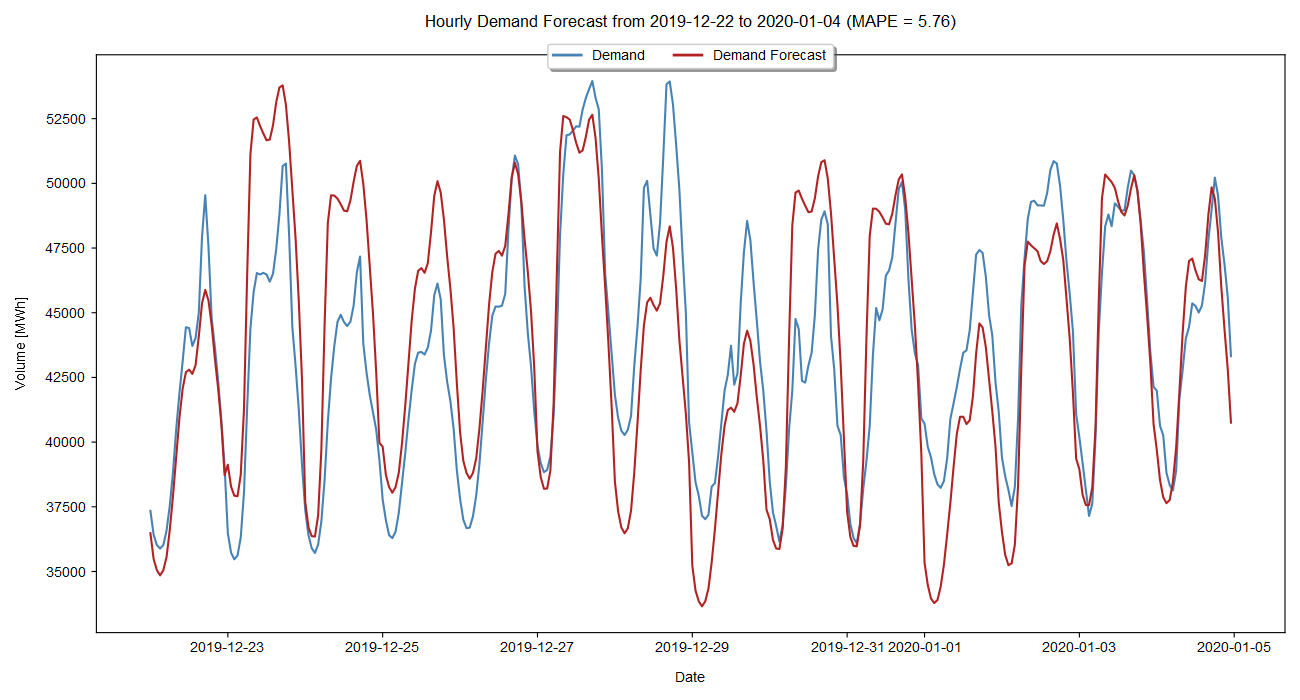 Hourly Demand Forecast from 2019-12-22 to 2020-01-04 (MAPE = 5.76)
Demand Demand Forecast
Volume [MWh]
52500
50000
47500
45000
42500
40000
37500
35000
2019-12-23 2019-12-25 2019-12-27 2019-12-29 2019-12-31 2020-01-01 2020-01-03 2020-01-05
Date